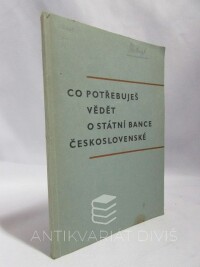 CO POTŘEBUJEŠ
VĚDĚT
O STÁTNÍ BANCE
ČESKOSLOVENSKÉ
ANTIKVARIÁT DIVIŠ